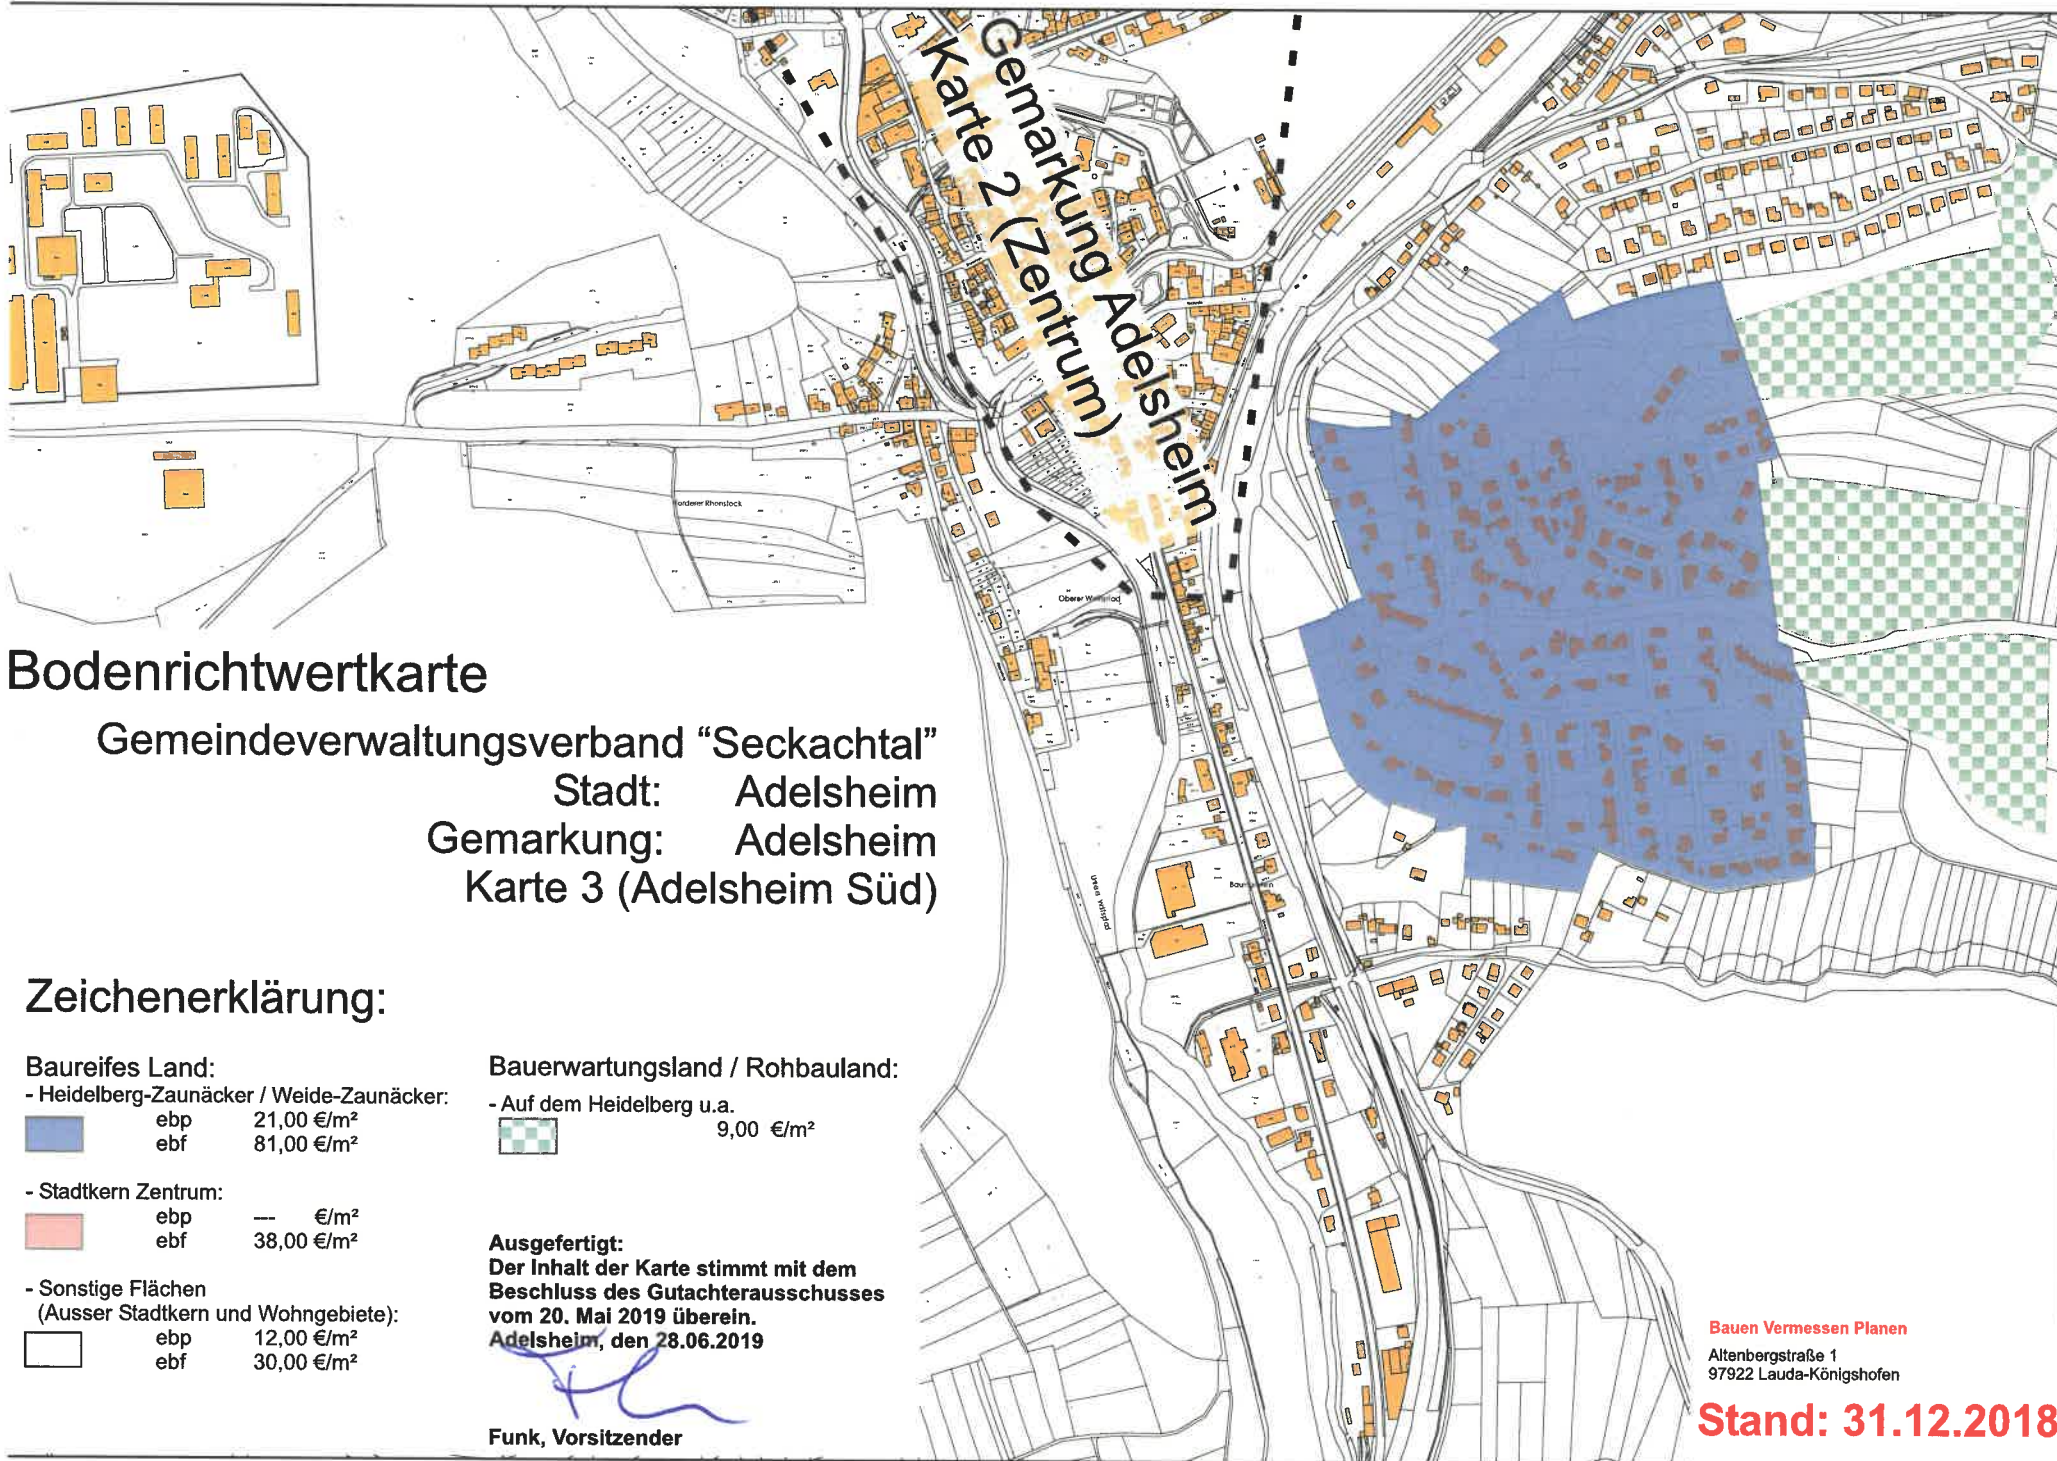 Gemarkung Adelsheim
Karte 2 (Zentrum)
Vorderer Rhonstock
Oberer Wittspfad
Bodenrichtwertkarte
Gemeindeverwaltungsverband “Seckachtal”
Stadt: Adelsheim
Gemarkung: Adelsheim
Karte 3 (Adelsheim Süd)
Zeichenerklärung:
Baureifes Land:
- Heidelberg-Zaunäcker / Weide-Zaunäcker:
ebp 21,00 €/m²
ebf 81,00 €/m²
- Stadtkern Zentrum:
ebp --- €/m²
ebf 38,00 €/m²
- Sonstige Flächen
(Ausser Stadtkern und Wohngebiete):
ebp 12,00 €/m²
ebf 30,00 €/m²
Bauerwartungsland / Rohbauland:
- Auf dem Heidelberg u.a.
9,00 €/m²
Ausgefertigt:
Der Inhalt der Karte stimmt mit dem
Beschluss des Gutachterausschusses
vom 20. Mai 2019 überein.
Adelsheim, den 28.06.2019
Funk, Vorsitzender
Bauen Vermessen Planen
Altenbergstraße 1
97922 Lauda-Königshofen
Stand: 31.12.2018